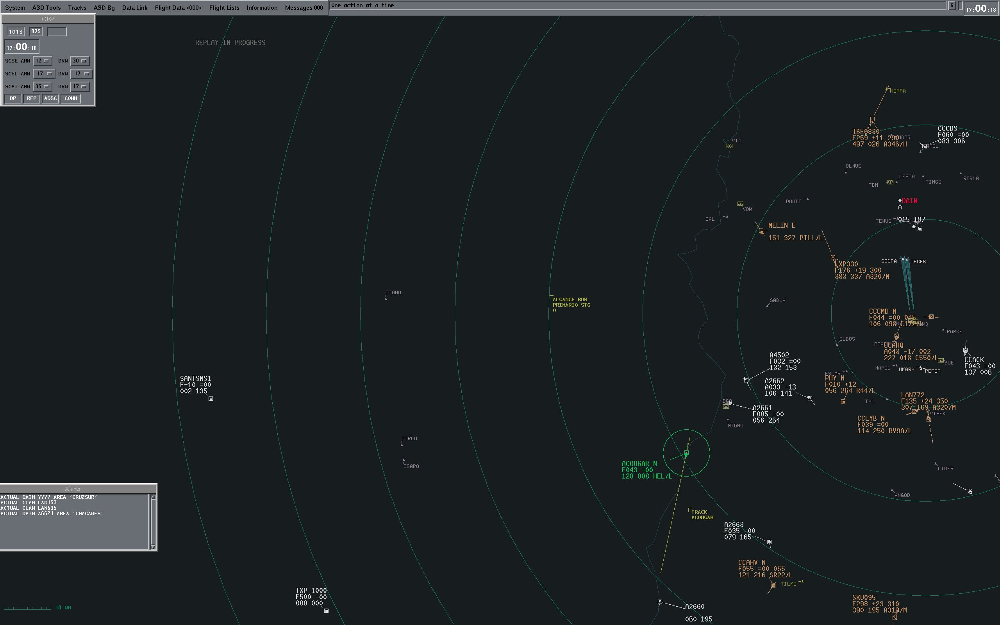 System ASD Tools Tracks ASD Bg Data Link Flight Data <000> Flight Lists Information Messages 000
One action at a time
6
17:00:18
GIW
1013 075
17:00:18
SCSE ARW 12 DRW 30
SCEL ARW 17 DRW 17
SCAT ARW 35 DRW 17
DP RFP ADSC CONN
REPLAY IN PROGRESS
MORPA
IBE6830
F269 +11 290
497 026 A346/H
CCCDS
F060 =00
083 306
VTN
OLMUE
LESTA
TBN
TINGO
RIBLA
DONTI
*DAIW
A
015 197
VDM
SAL
TEMUS
MELIN E
151 327 PILL/L
SEDPA
TEGEB
LXP330
F176 +19 300
383 337 A320/M
ITANO
ALCANCE RDR
PRIMARIO STG
0
SABLA
CCCMD N
F044 =00 045
106 098 C172/L
PARKE
ELBOS
CCAHQ
A043 -17 002
227 018 C550/L
BQE
CCACK
F043 =00
137 006
MAPOC
UKARA
PEFOR
A4502
F032 =00
132 153
ESLAR
PHY N
F010 +12
056 264 R44/L
A2662
A033 -13
106 141
SANTSMS1
F-10 =00
002 135
LAN772
F135 +24 350
307 169 A320/M
TAL
VISEK
A2661
F005 =00
056 264
CCLYB N
F039 =00
114 250 RV9A/L
NIDMU
TIRLO
OSABO
ACOUGAR N
F043 =00
128 008 HEL/L
LINER
ANGOD
TRACK
ACOUGAR
Alerts
ACTUAL DAIW ???? AREA 'CRUZSUR'
ACTUAL CLAM LAN153
ACTUAL CLAM LAN635
ACTUAL DAIW A6621 AREA 'CHACAWES'
A2663
F035 =00
079 165
CCAHV N
F055 =00 055
121 216 SR22/L
TILKO
TXP 1000
F500 =00
000 000
10 NM
A2660
060 195
SKU095
F298 +23 310
390 195 A319/M